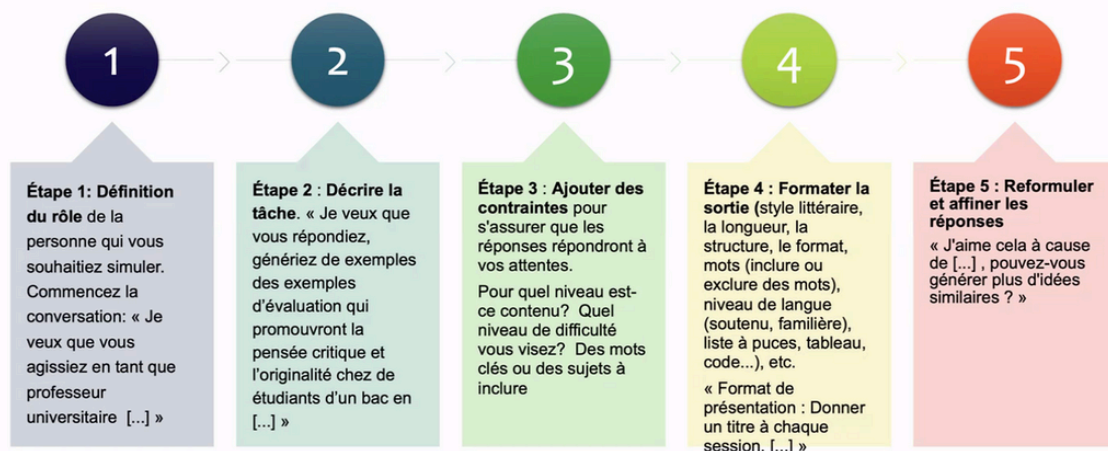 1
2
3
4
5
Étape 1: Définition
du rôle de la
personne qui vous
souhaitiez simuler.
Commencez la
conversation: « Je
veux que vous
agissiez en tant que
professeur
universitaire [...] »
Étape 2 : Décrire la
tâche. « Je veux que
vous répondiez,
génériez de exemples
des exemples
d'évaluation qui
promouvront la
pensée critique et
l'originalité chez de
étudiants d'un bac en
[...] »
Étape 3 : Ajouter des
contraintes pour
s'assurer que les
réponses répondront à
vos attentes.
Pour quel niveau est-
ce contenu? Quel
niveau de difficulté
vous visez? Des mots
clés ou des sujets à
inclure
Étape 4 : Formater la
sortie (style littéraire,
la longueur, la
structure, le format,
mots (inclure ou
exclure des mots),
niveau de langue
(soutenu, familière),
liste à puces, tableau,
code...), etc.
« Format de
présentation : Donner
un titre à chaque
session. [...] »
Étape 5 : Reformuler
et affiner les
réponses
« J'aime cela à cause
de [...] , pouvez-vous
générer plus d'idées
similaires ? »